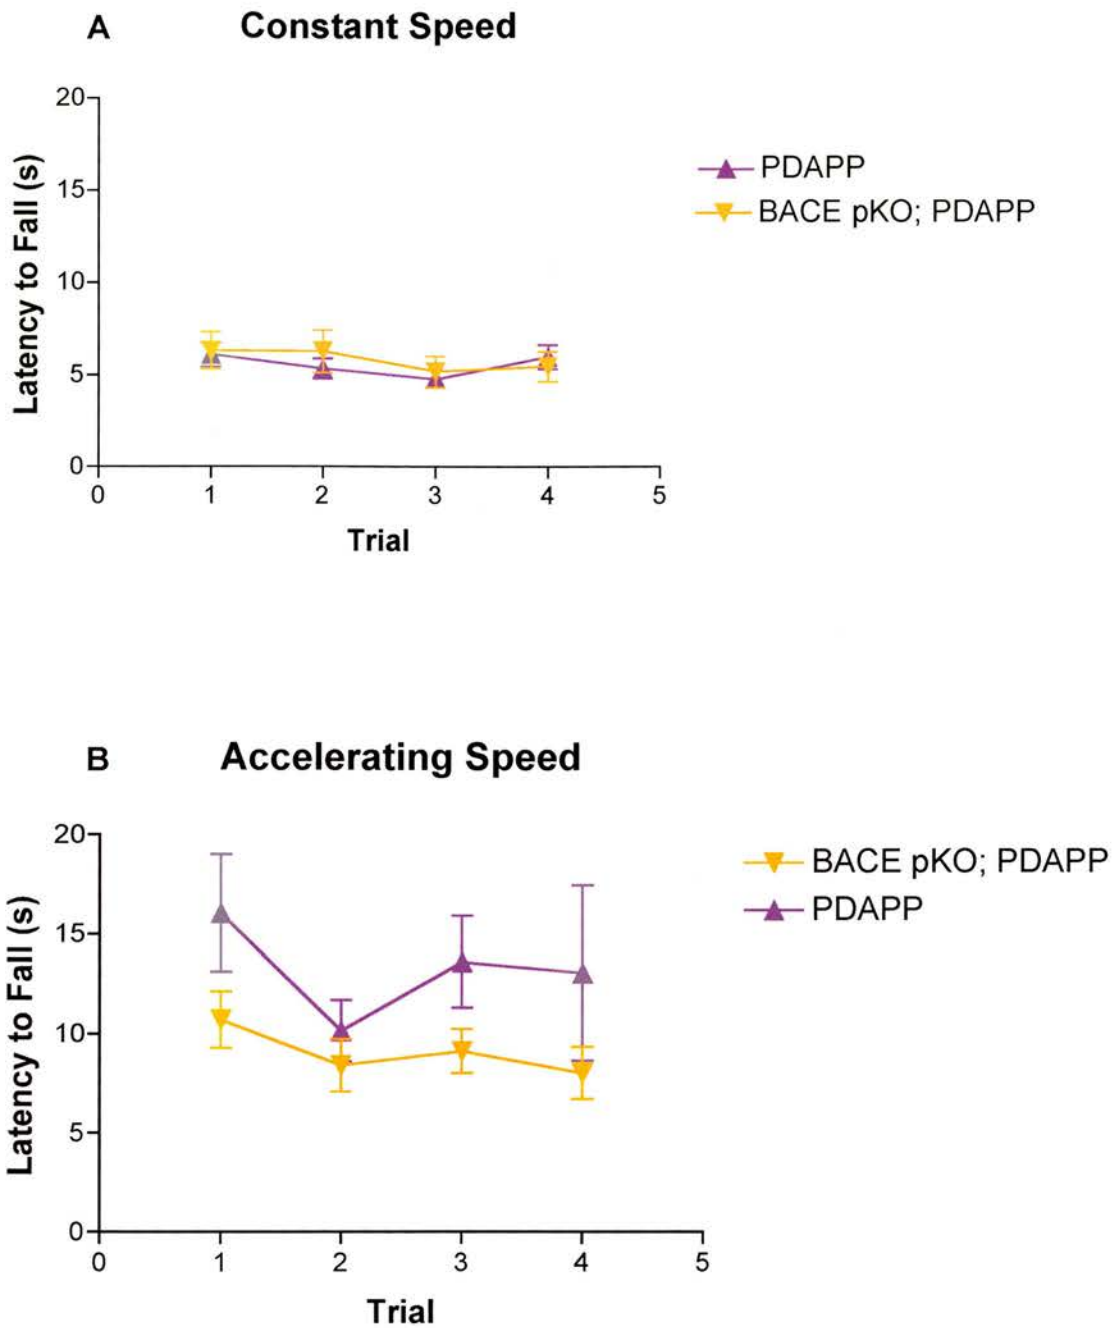 A Constant Speed
20
15
10
5
0
Latency to Fall (s)
0 1 2 3 4 5
Trial
PDAPP
BACE pKO; PDAPP
B Accelerating Speed
20
15
10
5
0
Latency to Fall (s)
0 1 2 3 4 5
Trial
BACE pKO; PDAPP
PDAPP